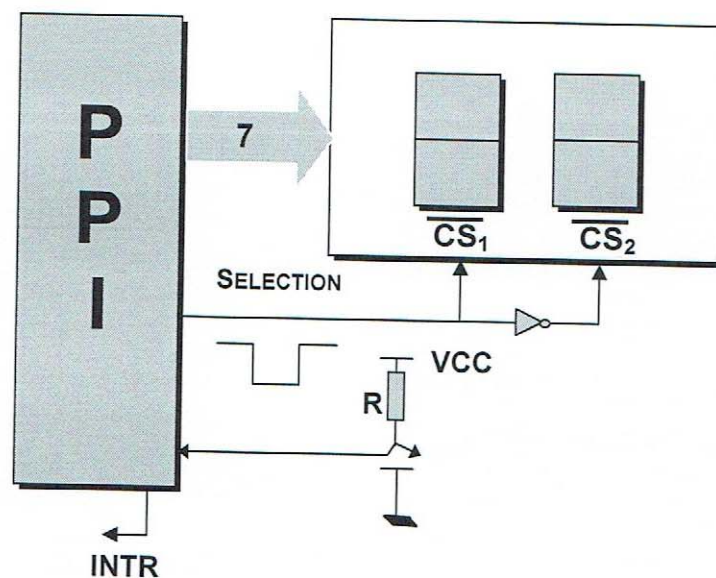 P
P
I
7
CS₁
CS₂
SELECTION
VCC
R
INTR